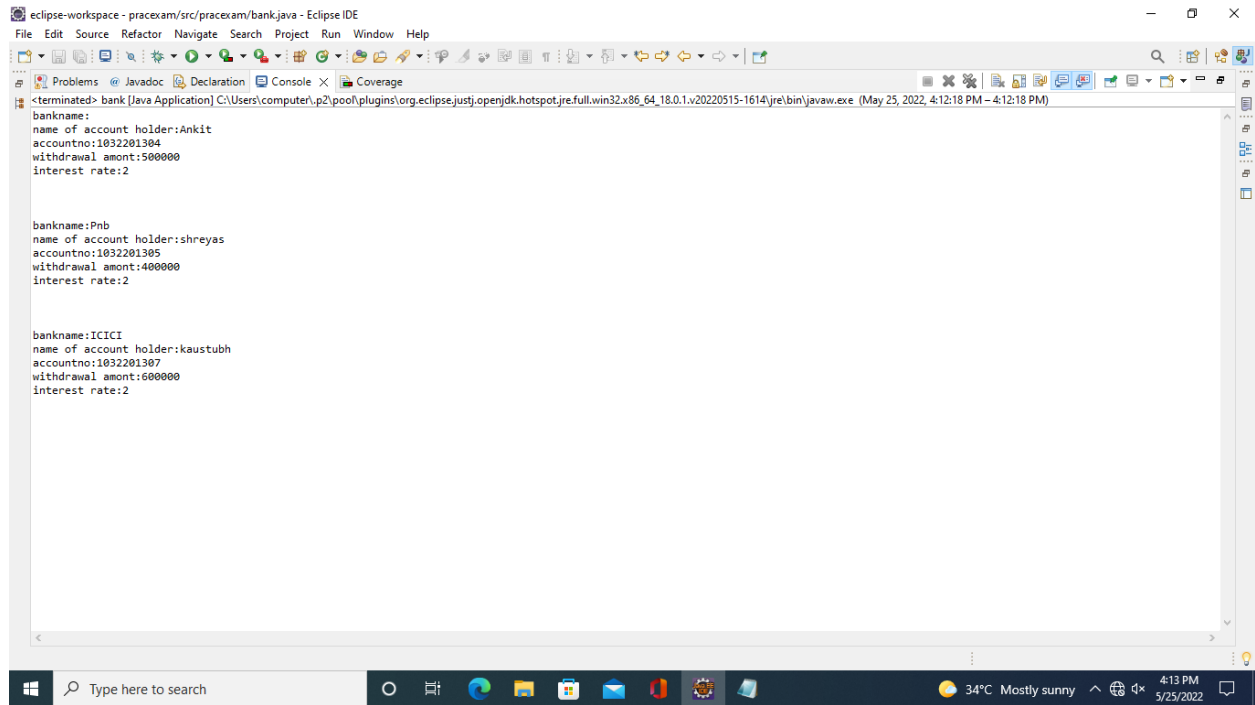 eclipse-workspace - pracexam/src/pracexam/bank.java - Eclipse IDE
File Edit Source Refactor Navigate Search Project Run Window Help
Problems @ Javadoc Declaration Console Coverage
<terminated> bank [Java Application] C:\Users\computer\.p2\pool\plugins\org.eclipse.justj.openjdk.hotspot.jre.full.win32.x86_64_18.0.1.v20220515-1614\jre\bin\javaw.exe (May 25, 2022, 4:12:18 PM – 4:12:18 PM)
bankname:
name of account holder:Ankit
accountno:1032201304
withdrawal amont:500000
interest rate:2
bankname:Pnb
name of account holder:shreyas
accountno:1032201305
withdrawal amont:400000
interest rate:2
bankname:ICICI
name of account holder:kaustubh
accountno:1032201307
withdrawal amont:600000
interest rate:2
Type here to search
34°C Mostly sunny
4:13 PM
5/25/2022